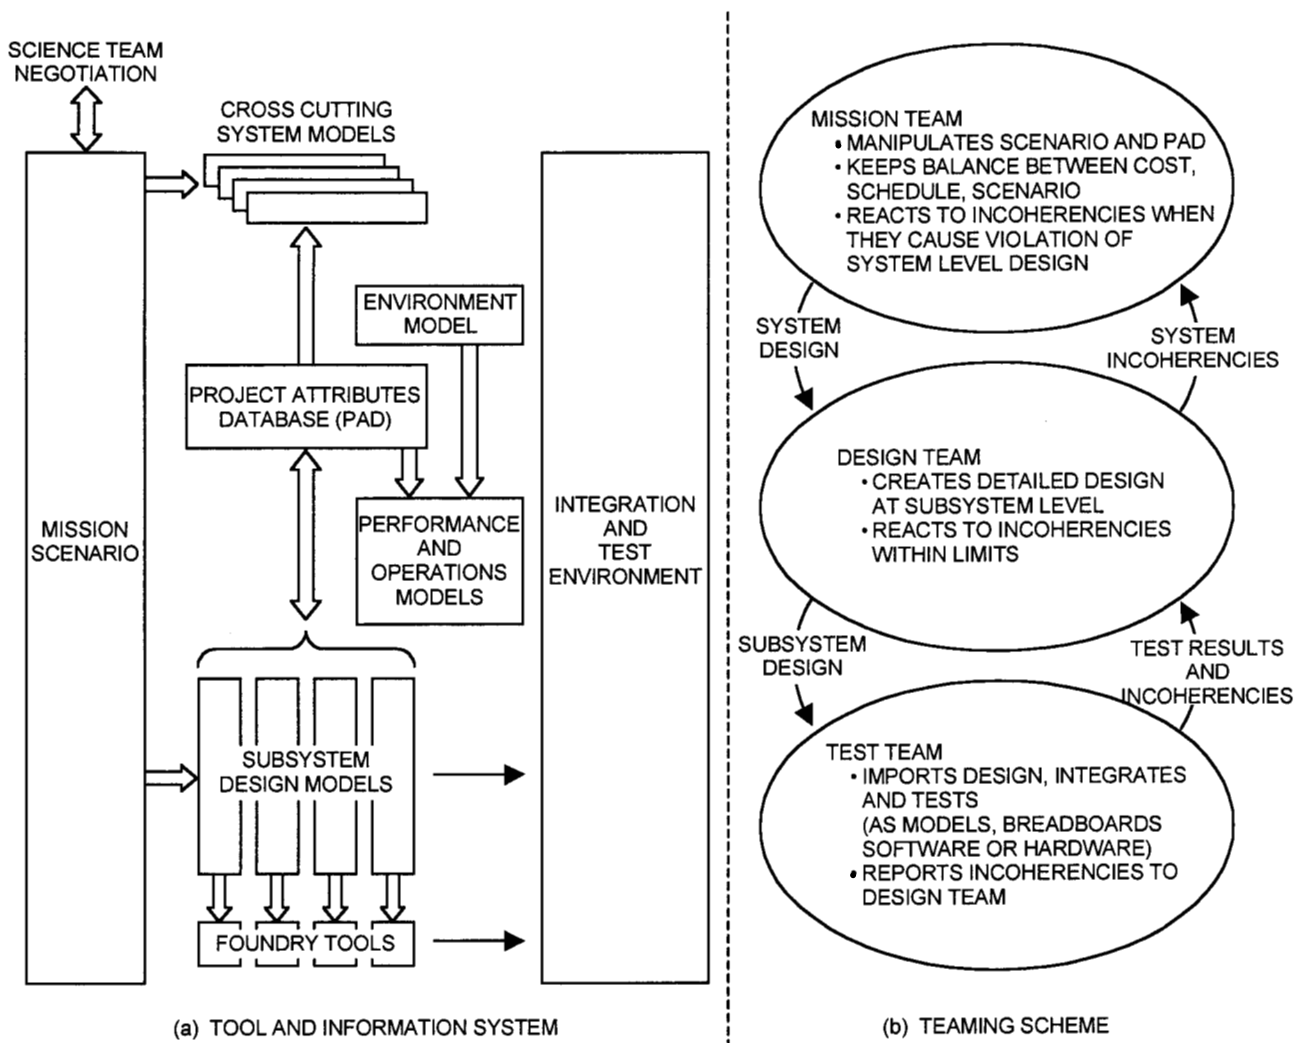 SCIENCE TEAM
NEGOTIATION
CROSS CUTTING
SYSTEM MODELS
ENVIRONMENT
MODEL
PROJECT ATTRIBUTES
DATABASE (PAD)
MISSION
SCENARIO
PERFORMANCE
AND
OPERATIONS
MODELS
INTEGRATION
AND
TEST
ENVIRONMENT
SUBSYSTEM
DESIGN MODELS
FOUNDRY TOOLS
(a) TOOL AND INFORMATION SYSTEM
MISSION TEAM
• MANIPULATES SCENARIO AND PAD
• KEEPS BALANCE BETWEEN COST,
SCHEDULE, SCENARIO
• REACTS TO INCOHERENCIES WHEN
THEY CAUSE VIOLATION OF
SYSTEM LEVEL DESIGN
SYSTEM
DESIGN
SYSTEM
INCOHERENCIES
DESIGN TEAM
• CREATES DETAILED DESIGN
AT SUBSYSTEM LEVEL
• REACTS TO INCOHERENCIES
WITHIN LIMITS
SUBSYSTEM
DESIGN
TEST RESULTS
AND
INCOHERENCIES
TEST TEAM
• IMPORTS DESIGN, INTEGRATES
AND TESTS
(AS MODELS, BREADBOARDS
SOFTWARE OR HARDWARE)
• REPORTS INCOHERENCIES TO
DESIGN TEAM
(b) TEAMING SCHEME